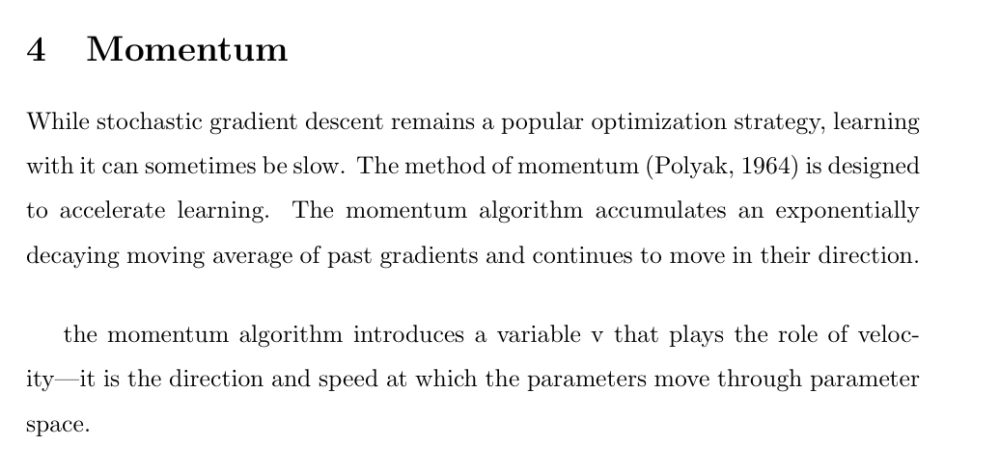 4 Momentum
While stochastic gradient descent remains a popular optimization strategy, learning
with it can sometimes be slow. The method of momentum (Polyak, 1964) is designed
to accelerate learning. The momentum algorithm accumulates an exponentially
decaying moving average of past gradients and continues to move in their direction.
the momentum algorithm introduces a variable v that plays the role of veloc-
ity—it is the direction and speed at which the parameters move through parameter
space.